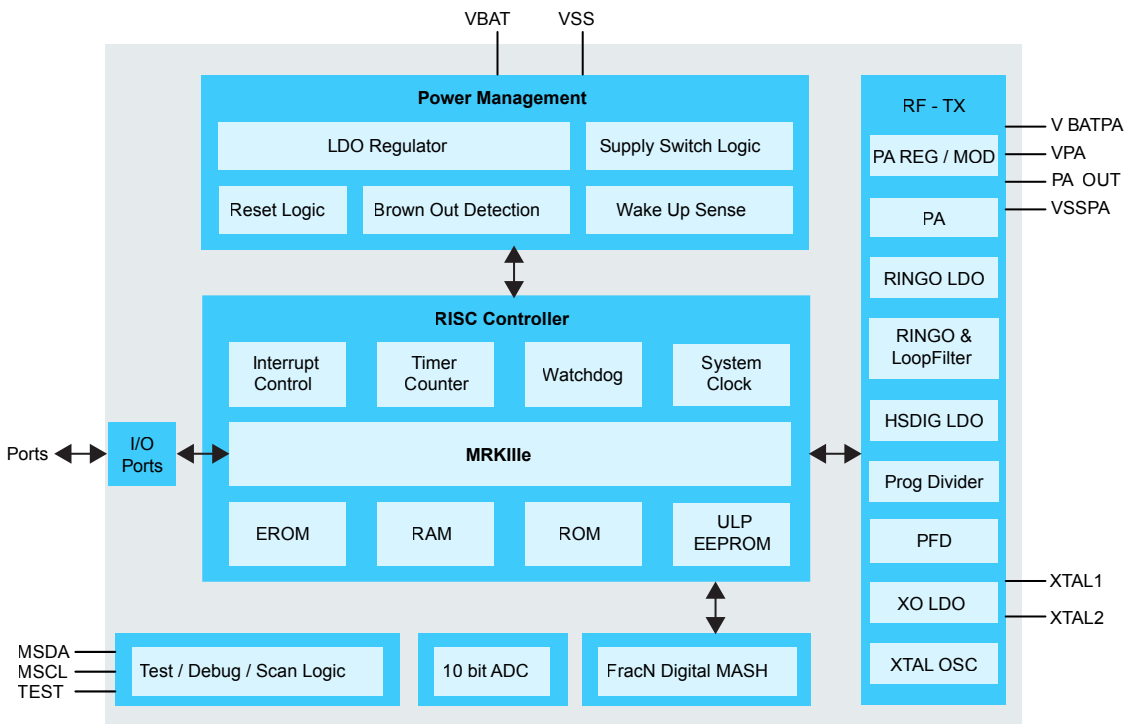 VBAT
VSS
Power Management
LDO Regulator
Supply Switch Logic
Reset Logic
Brown Out Detection
Wake Up Sense
RISC Controller
Interrupt
Control
Timer
Counter
Watchdog
System
Clock
MRKIIIe
EROM
RAM
ROM
ULP
EEPROM
Ports
I/O
Ports
MSDA
MSCL
TEST
Test / Debug / Scan Logic
10 bit ADC
FracN Digital MASH
RF - TX
PA REG / MOD
PA
RINGO LDO
RINGO &
LoopFilter
HSDIG LDO
Prog Divider
PFD
XO LDO
XTAL OSC
V BATPA
VPA
PA OUT
VSSPA
XTAL1
XTAL2